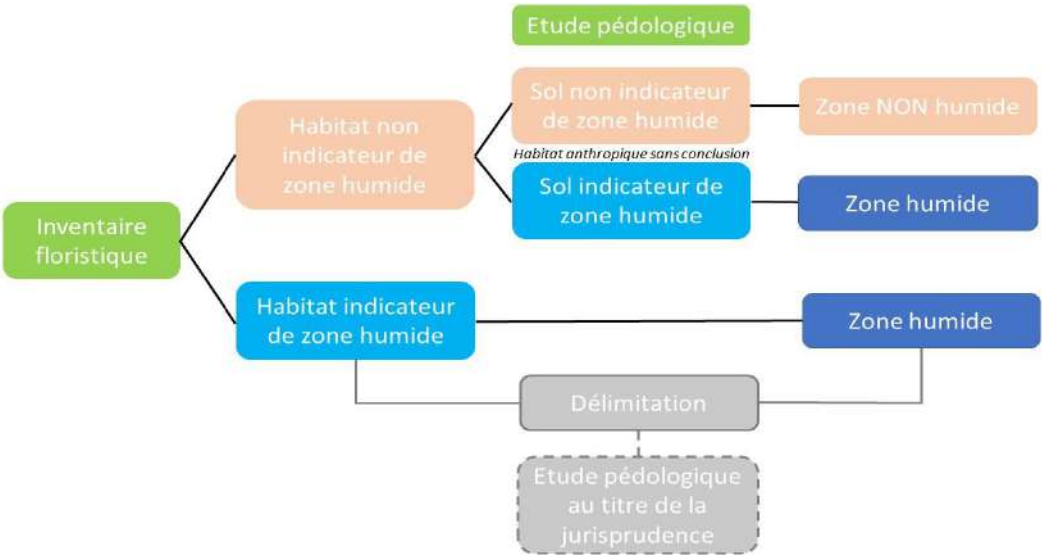 Etude pédologique
Sol non indicateur
de zone humide
Zone NON humide
Habitat non
indicateur de
zone humide
Habitat anthropique sans conclusion
Sol indicateur de
zone humide
Zone humide
Inventaire
floristique
Habitat indicateur
de zone humide
Zone humide
Délimitation
Etude pédologique
au titre de la
jurisprudence